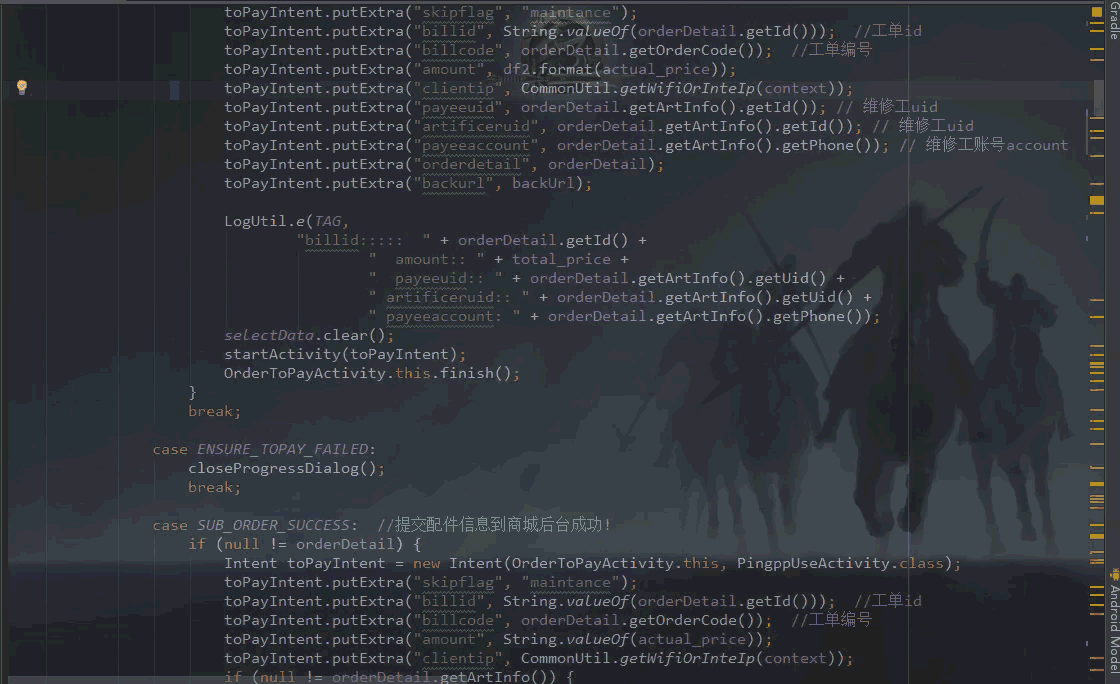 toPayIntent.putExtra("skipflag", "maintance");
toPayIntent.putExtra("billid", String.valueOf(orderDetail.getId()));  //工单id
toPayIntent.putExtra("billcode", orderDetail.getOrderCode());  //工单编号
toPayIntent.putExtra("amount", df2.format(actual_price));
toPayIntent.putExtra("clientip", CommonUtil.getWifiOrInteIp(context));
toPayIntent.putExtra("payeeuid", orderDetail.getArtInfo().getId()); // 维修工uid
toPayIntent.putExtra("artificeruid", orderDetail.getArtInfo().getId()); // 维修工uid
toPayIntent.putExtra("payeeaccount", orderDetail.getArtInfo().getPhone()); // 维修工账号account
toPayIntent.putExtra("orderdetail", orderDetail);
toPayIntent.putExtra("backurl", backUrl);
LogUtil.e(TAG,
"billid:::::  " + orderDetail.getId() +
"  amount:: " + total_price +
"  payeeuid:: " + orderDetail.getArtInfo().getUid() +
" artificeruid:: " + orderDetail.getArtInfo().getUid() +
" payeeaccount: " + orderDetail.getArtInfo().getPhone());
selectData.clear();
startActivity(toPayIntent);
OrderToPayActivity.this.finish();
}
break;
case ENSURE_TOPAY_FAILED:
closeProgressDialog();
break;
case SUB_ORDER_SUCCESS:  //提交配件信息到商城后台成功!
if (null != orderDetail) {
Intent toPayIntent = new Intent(OrderToPayActivity.this, PingppUseActivity.class);
toPayIntent.putExtra("skipflag", "maintance");
toPayIntent.putExtra("billid", String.valueOf(orderDetail.getId()));  //工单id
toPayIntent.putExtra("billcode", orderDetail.getOrderCode());  //工单编号
toPayIntent.putExtra("amount", String.valueOf(actual_price));
toPayIntent.putExtra("clientip", CommonUtil.getWifiOrInteIp(context));
if (null != orderDetail.getArtInfo()) {
Gradle
Android Model